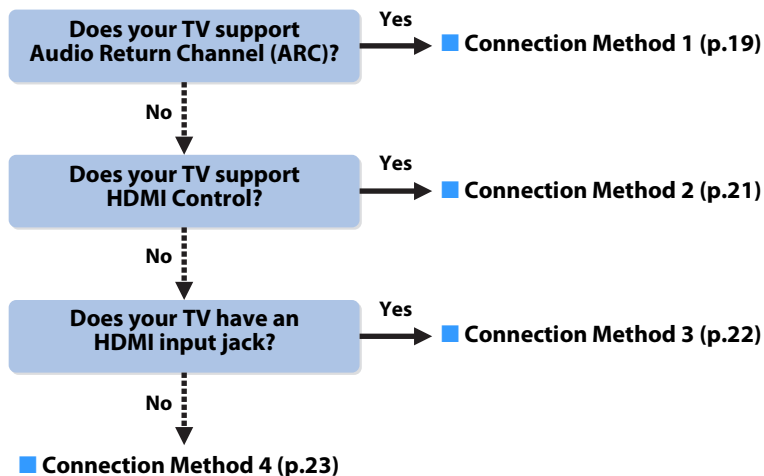 Does your TV support
Audio Return Channel (ARC)?
Yes
Connection Method 1 (p.19)
No
Does your TV support
HDMI Control?
Yes
Connection Method 2 (p.21)
No
Does your TV have an
HDMI input jack?
Yes
Connection Method 3 (p.22)
No
Connection Method 4 (p.23)